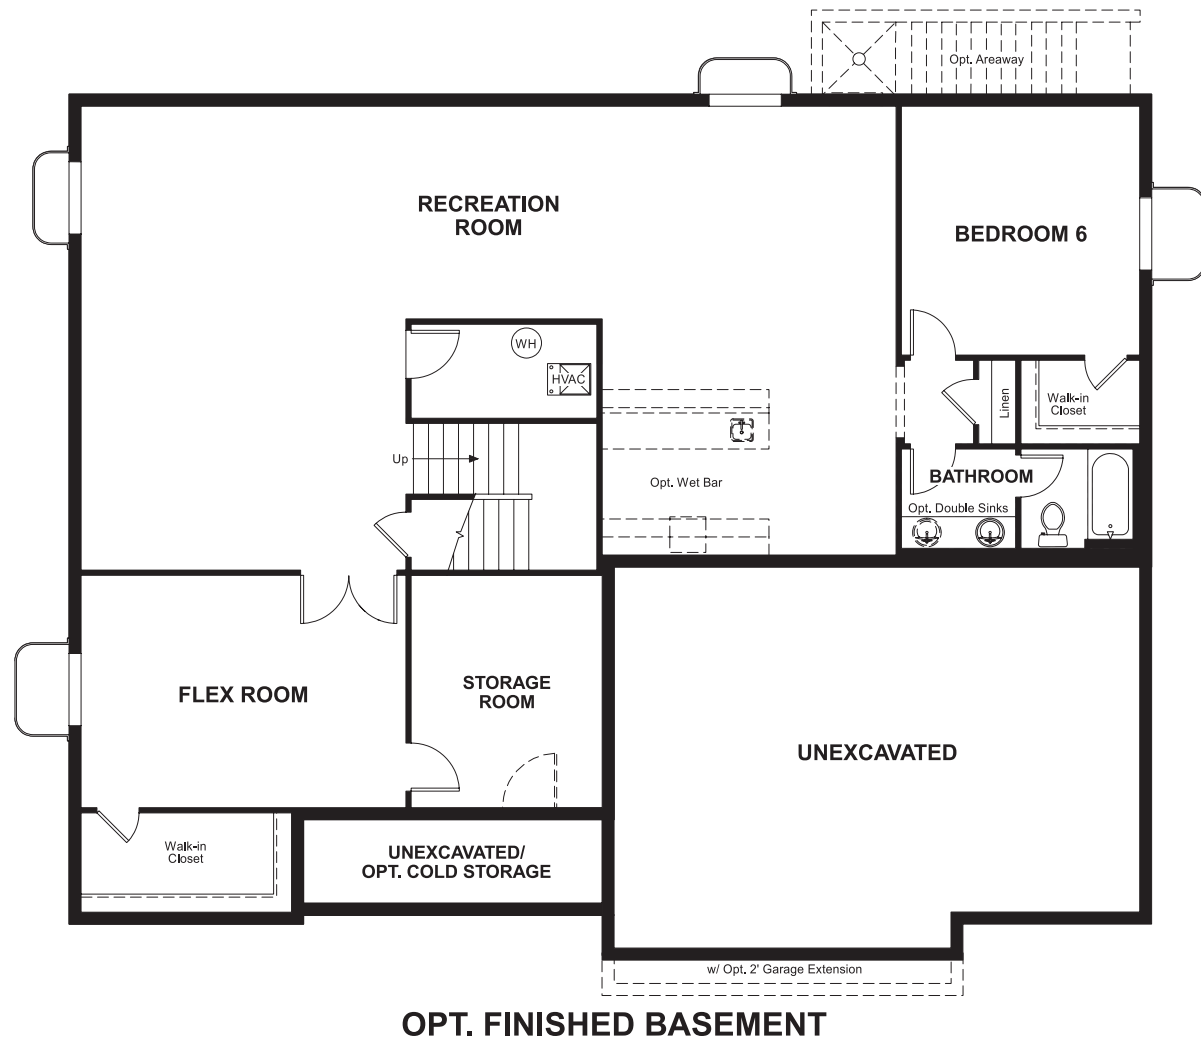 Opt. Areaway
RECREATION
ROOM
BEDROOM 6
WH
HVAC
Linen
Walk-in
Closet
Up
Opt. Wet Bar
BATHROOM
Opt. Double Sinks
FLEX ROOM
STORAGE
ROOM
UNEXCAVATED
Walk-in
Closet
UNEXCAVATED/
OPT. COLD STORAGE
w/ Opt. 2' Garage Extension
OPT. FINISHED BASEMENT